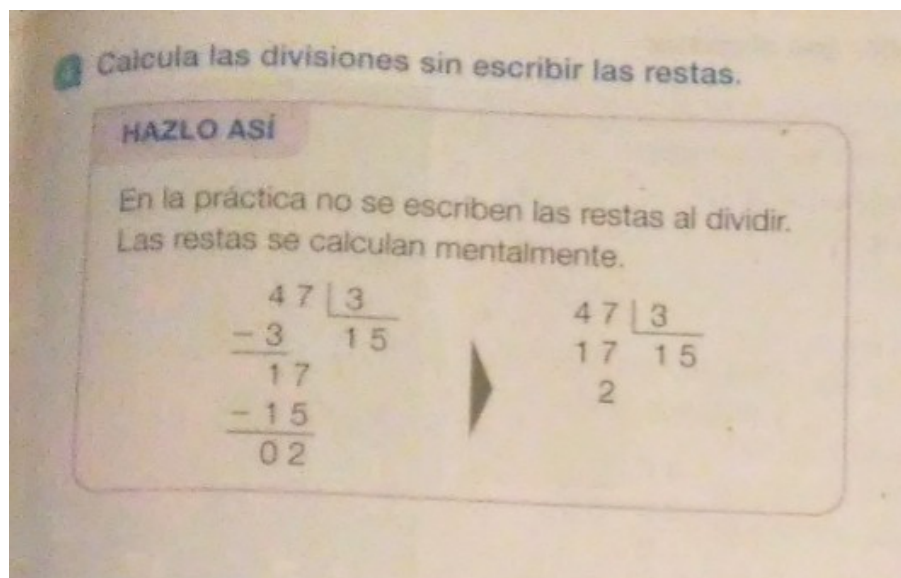 Calcula las divisiones sin escribir las restas.
HAZLO ASÍ
En la práctica no se escriben las restas al dividir.
Las restas se calculan mentalmente.
4 7 3
- 3 1 5
1 7
- 1 5
0 2
4 7 3
1 7 1 5
2